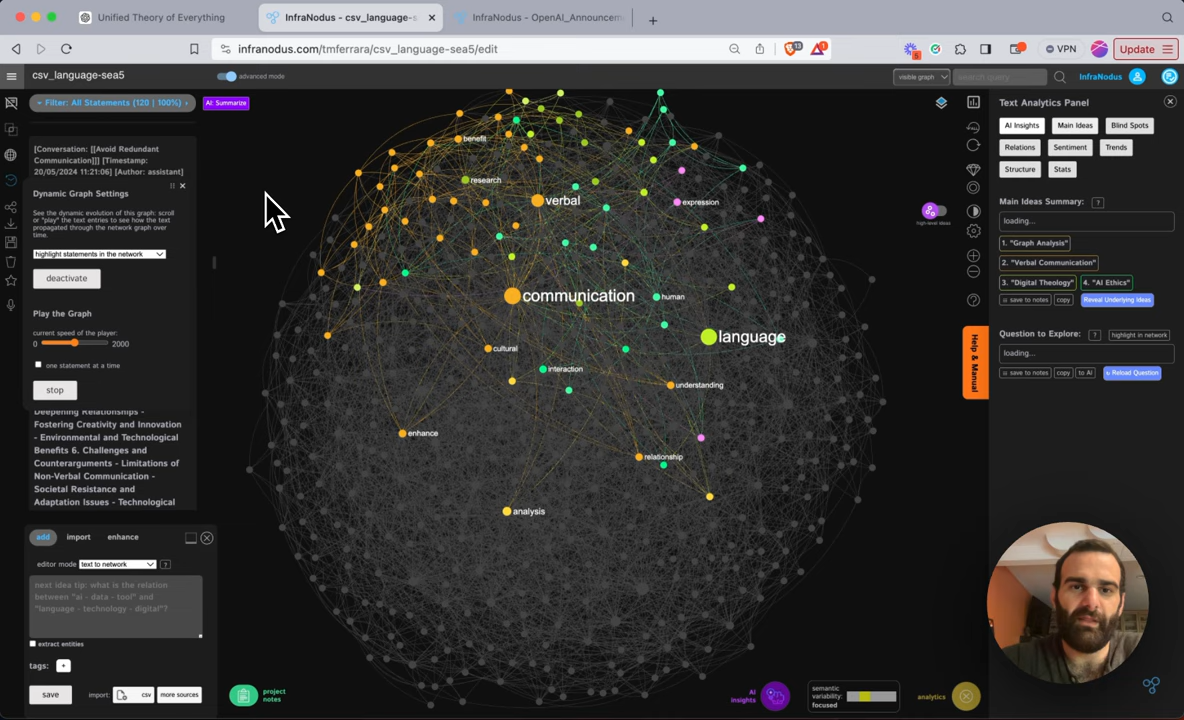 Unified Theory of Everything
InfraNodus - csv_language-s
InfraNodus - OpenAI_Announcem
infranodus.com/tmferrara/csv_language-sea5/edit
VPN
Update
csv_language-sea5
advanced mode
visible graph
search query
InfraNodus
Filter: All Statements (120 | 100%)
AI: Summarize
[Conversation: [[Avoid Redundant
Communication]]] [Timestamp:
20/05/2024 11:21:06] [Author: assistant]
Dynamic Graph Settings
See the dynamic evolution of this graph: scroll
or "play" the text entries to see how the text
propagated through the network graph over
time.
highlight statements in the network
deactivate
Play the Graph
current speed of the player:
0 2000
one statement at a time
stop
Deepening Relationships -
Fostering Creativity and Innovation
- Environmental and Technological
Benefits 6. Challenges and
Counterarguments - Limitations of
Non-Verbal Communication -
Societal Resistance and
Adaptation Issues - Technological
add import enhance
editor mode text to network ?
next idea tip: what is the relation
between "ai - data - tool" and
"language - technology - digital"?
extract entities
tags: +
save import: csv more sources
benefit
research
verbal
expression
communication
human
language
cultural
interaction
understanding
enhance
relationship
analysis
high-level ideas
Help & Manual
project
notes
AI
insights
semantic
variability:
focused
analytics
Text Analytics Panel
AI Insights Main Ideas Blind Spots
Relations Sentiment Trends
Structure Stats
Main Ideas Summary: ?
loading...
1. "Graph Analysis"
2. "Verbal Communication"
3. "Digital Theology" 4. "AI Ethics"
save to notes copy Reveal Underlying Ideas
Question to Explore: ? highlight in network
loading...
save to notes copy to AI Reload Question